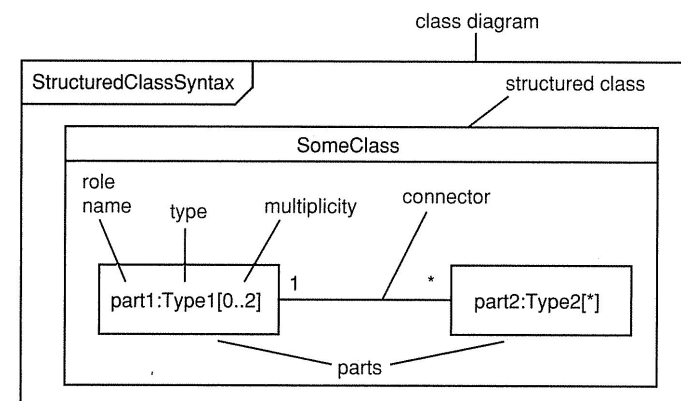 class diagram
StructuredClassSyntax
structured class
SomeClass
role
name
type
multiplicity
connector
part1:Type1[0..2]
1
*
part2:Type2[*]
parts